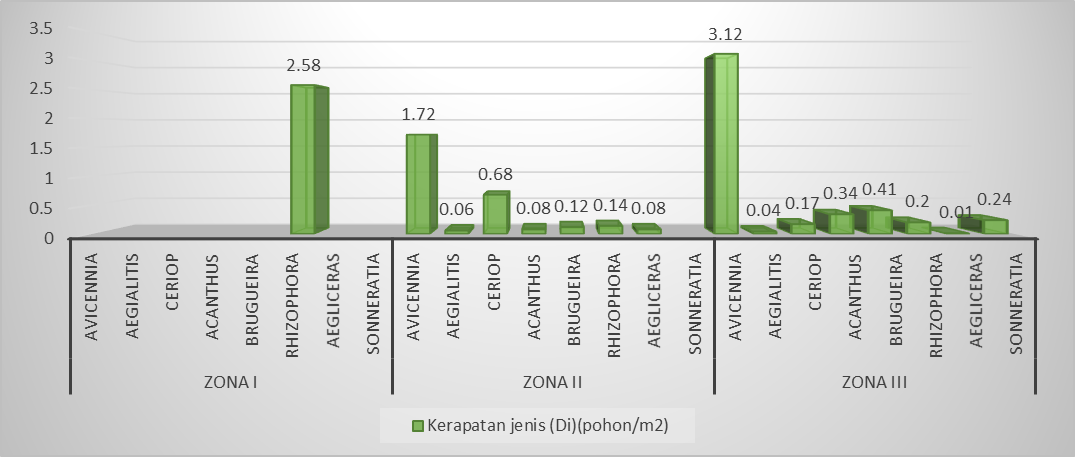 3.5
3
2.5
2
1.5
1
0.5
0
2.58
1.72
0.06
0.68
0.08
0.12
0.14
0.08
3.12
0.04
0.17
0.34
0.41
0.2
0.01
0.24
AVICENNIA
AEGIALITIS
CERIOP
ACANTHUS
BRUGUEIRA
RHIZOPHORA
AEGLICERAS
SONNERATIA
AVICENNIA
AEGIALITIS
CERIOP
ACANTHUS
BRUGUEIRA
RHIZOPHORA
AEGLICERAS
SONNERATIA
AVICENNIA
AEGIALITIS
CERIOP
ACANTHUS
BRUGUEIRA
RHIZOPHORA
AEGLICERAS
SONNERATIA
ZONA I
ZONA II
ZONA III
Kerapatan jenis (Di)(pohon/m2)